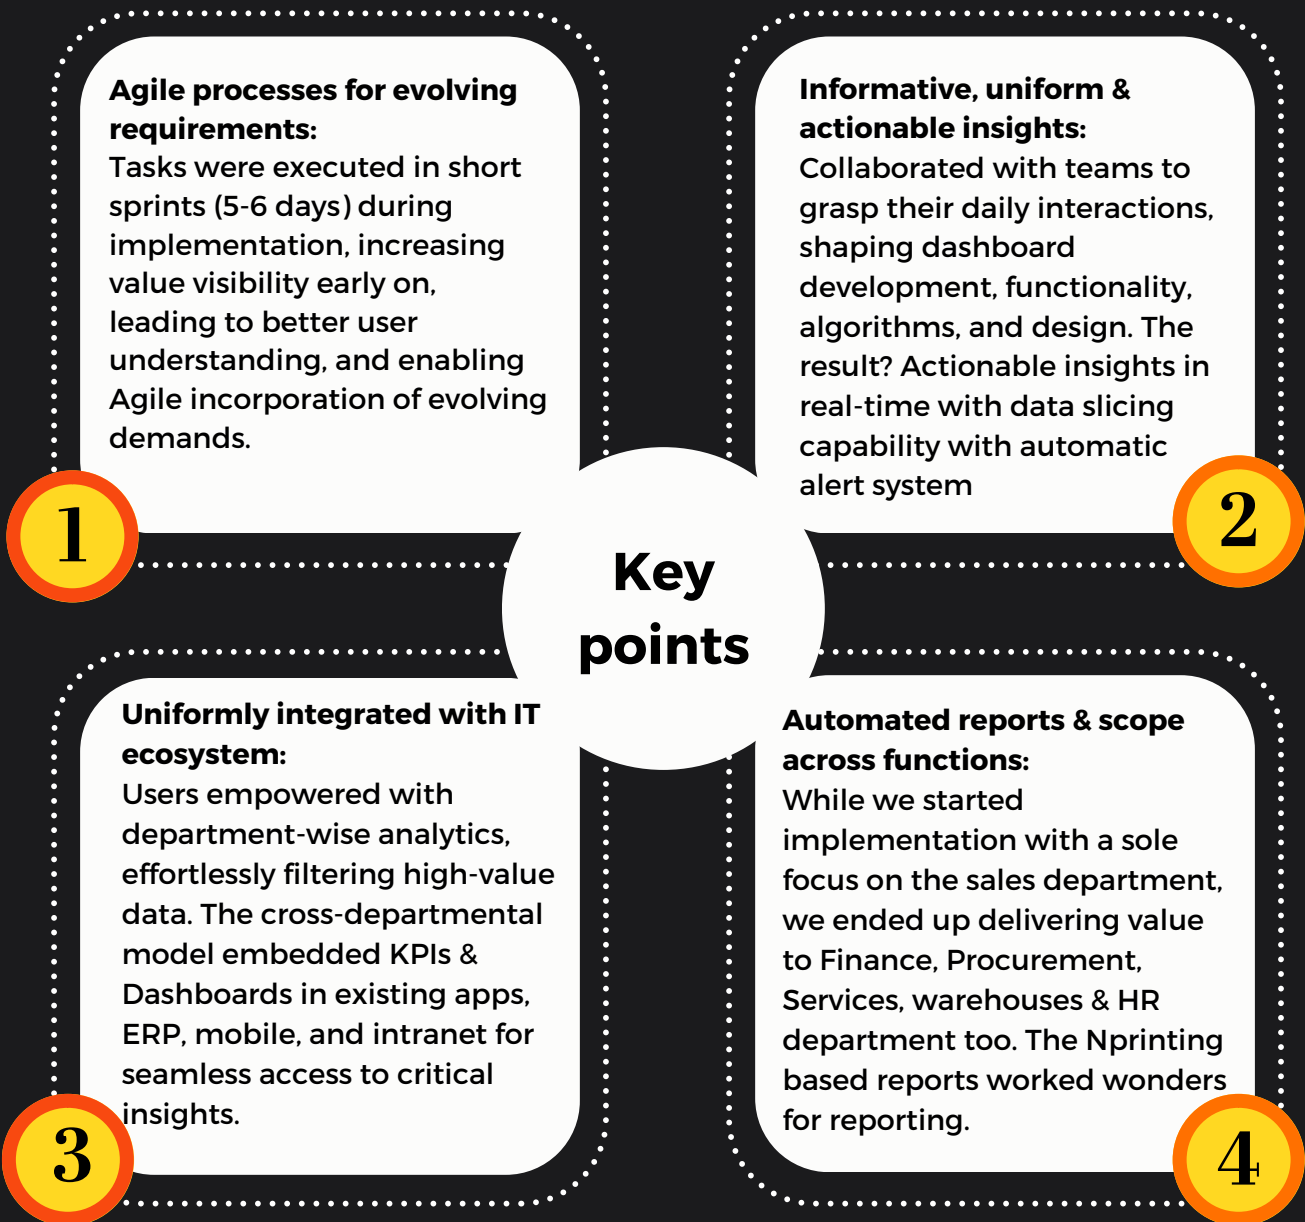 Agile processes for evolving
requirements:
Tasks were executed in short
sprints (5-6 days) during
implementation, increasing
value visibility early on,
leading to better user
understanding, and enabling
Agile incorporation of evolving
demands.
1
Informative, uniform &
actionable insights:
Collaborated with teams to
grasp their daily interactions,
shaping dashboard
development, functionality,
algorithms, and design. The
result? Actionable insights in
real-time with data slicing
capability with automatic
alert system
2
Key
points
Uniformly integrated with IT
ecosystem:
Users empowered with
department-wise analytics,
effortlessly filtering high-value
data. The cross-departmental
model embedded KPIs &
Dashboards in existing apps,
ERP, mobile, and intranet for
seamless access to critical
insights.
3
Automated reports & scope
across functions:
While we started
implementation with a sole
focus on the sales department,
we ended up delivering value
to Finance, Procurement,
Services, warehouses & HR
department too. The Nprinting
based reports worked wonders
for reporting.
4